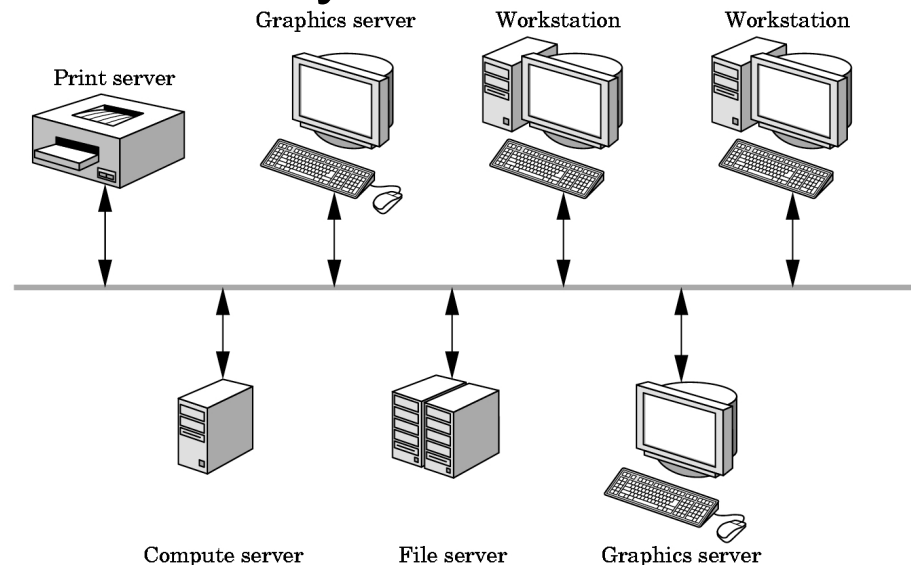 Graphics server
Workstation
Workstation
Print server
Compute server
File server
Graphics server